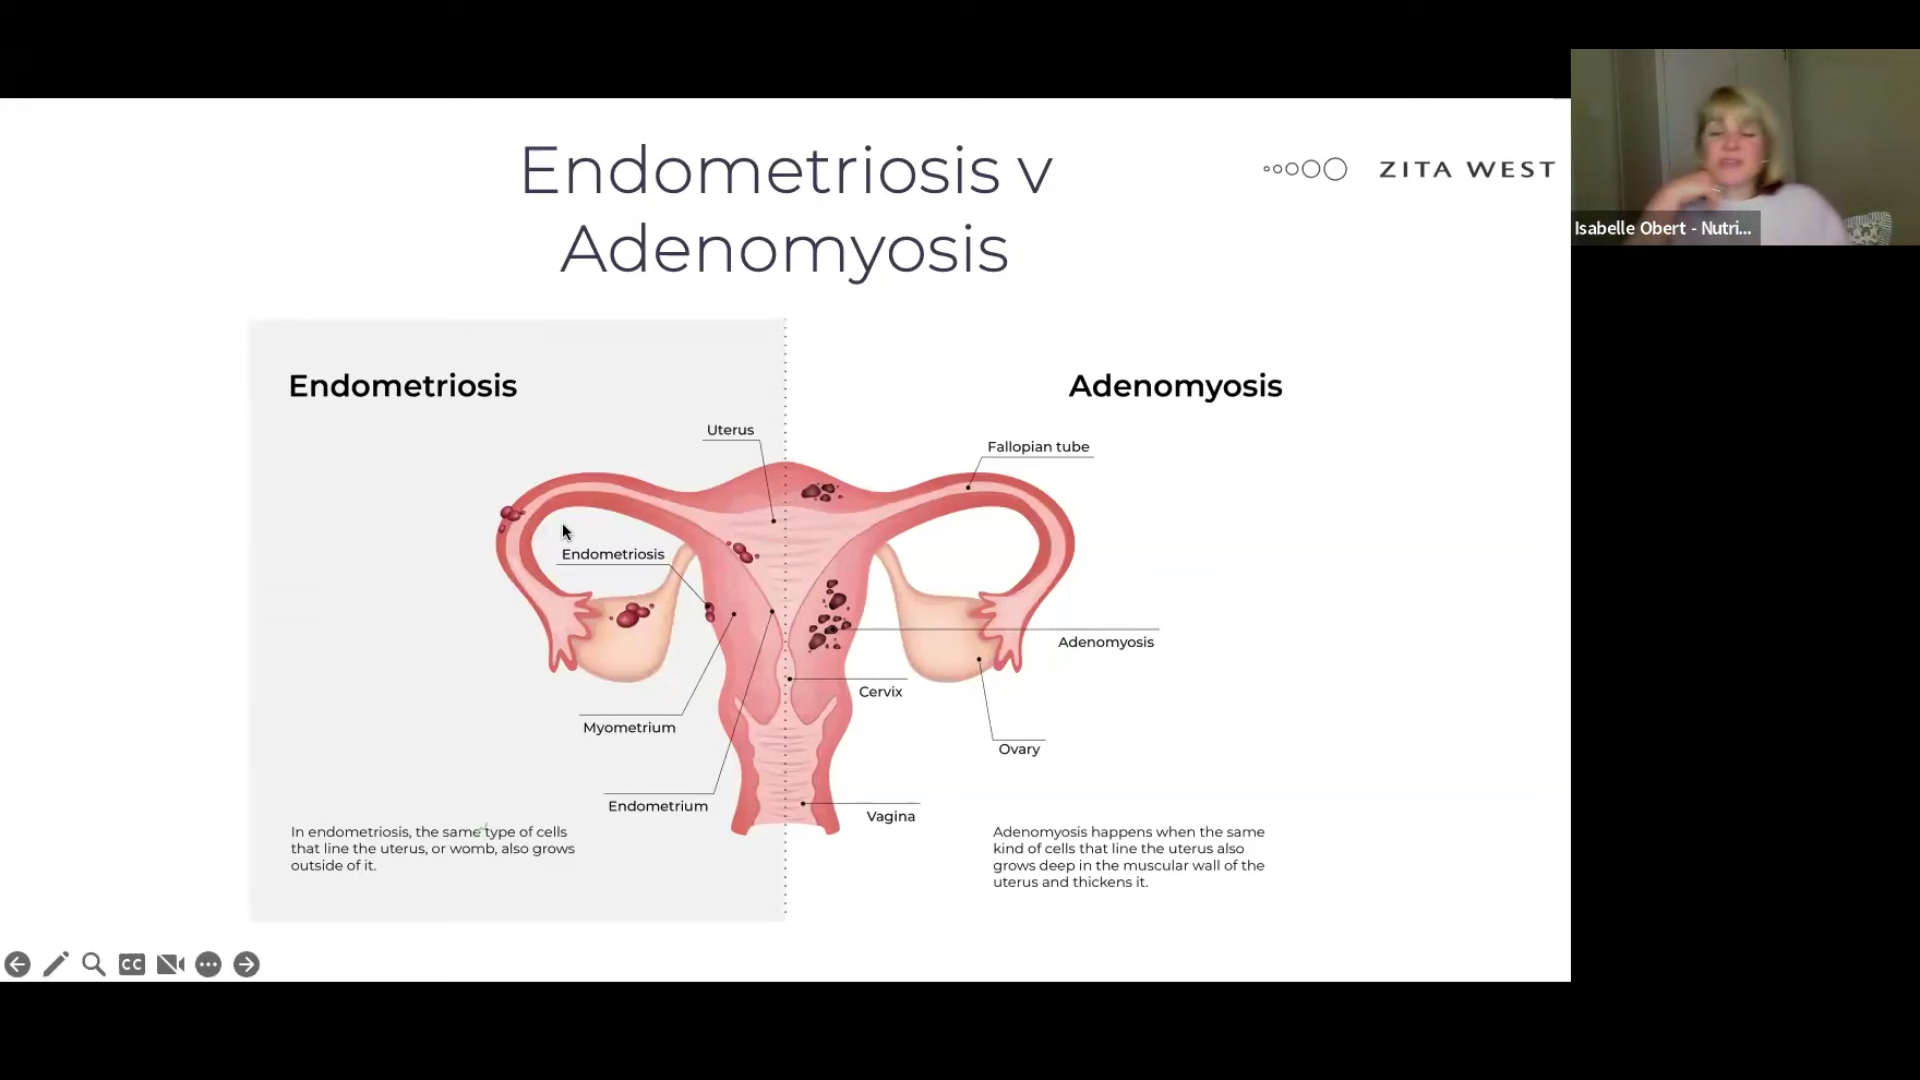 Endometriosis v
Adenomyosis
ZITA WEST
Isabelle Obert - Nutri...
Endometriosis
Adenomyosis
Uterus
Fallopian tube
Endometriosis
Adenomyosis
Cervix
Myometrium
Ovary
Endometrium
Vagina
In endometriosis, the same type of cells
that line the uterus, or womb, also grows
outside of it.
Adenomyosis happens when the same
kind of cells that line the uterus also
grows deep in the muscular wall of the
uterus and thickens it.
CC